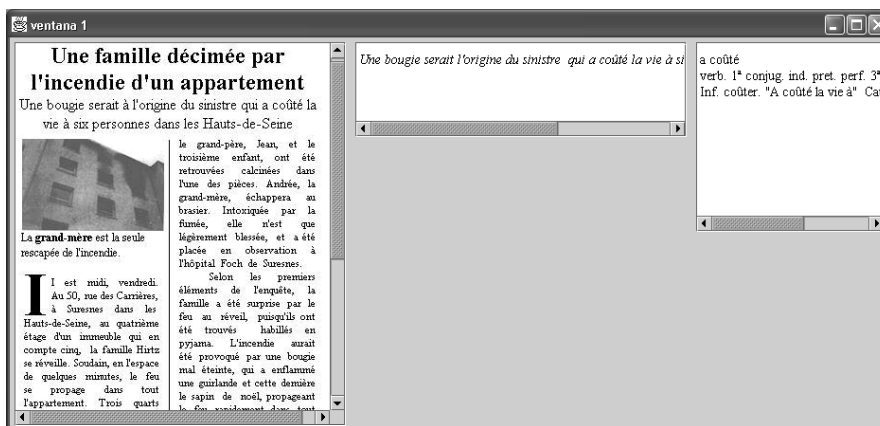 ventana 1
Une famille décimée par
l'incendie d'un appartement
Une bougie serait à l'origine du sinistre qui a coûté la
vie à six personnes dans les Hauts-de-Seine
La grand-mère est la seule
rescapée de l'incendie.
Il est midi, vendredi.
Au 50, rue des Carrières,
à Suresnes dans les
Hauts-de-Seine, au quatrième
étage d'un immeuble qui en
compte cinq, la famille Hirtz
se réveille. Soudain, en l'espace
de quelques minutes, le feu
se propage dans tout
l'appartement. Trois quarts
le grand-père, Jean, et le
troisième enfant, ont été
retrouvées calcinées dans
l'une des pièces. Andrée, la
grand-mère, échappera au
brasier. Intoxiquée par la
fumée, elle n'est que
légèrement blessée, et a été
placée en observation à
l'hôpital Foch de Suresnes.
Selon les premiers
éléments de l'enquête, la
famille a été surprise par le
feu au réveil, puisqu'ils ont
été trouvés habillés en
pyjama. L'incendie aurait
été provoqué par une bougie
mal éteinte, qui a enflammé
une guirlande et cette dernière
le sapin de noël, propageant
le feu rapidement dans tout
Une bougie serait l'origine du sinistre qui a coûté la vie à si
a coûté
verb. 1ª conjug. ind. pret. perf. 3ª
Inf. coûter. "A coûté la vie à" Ca